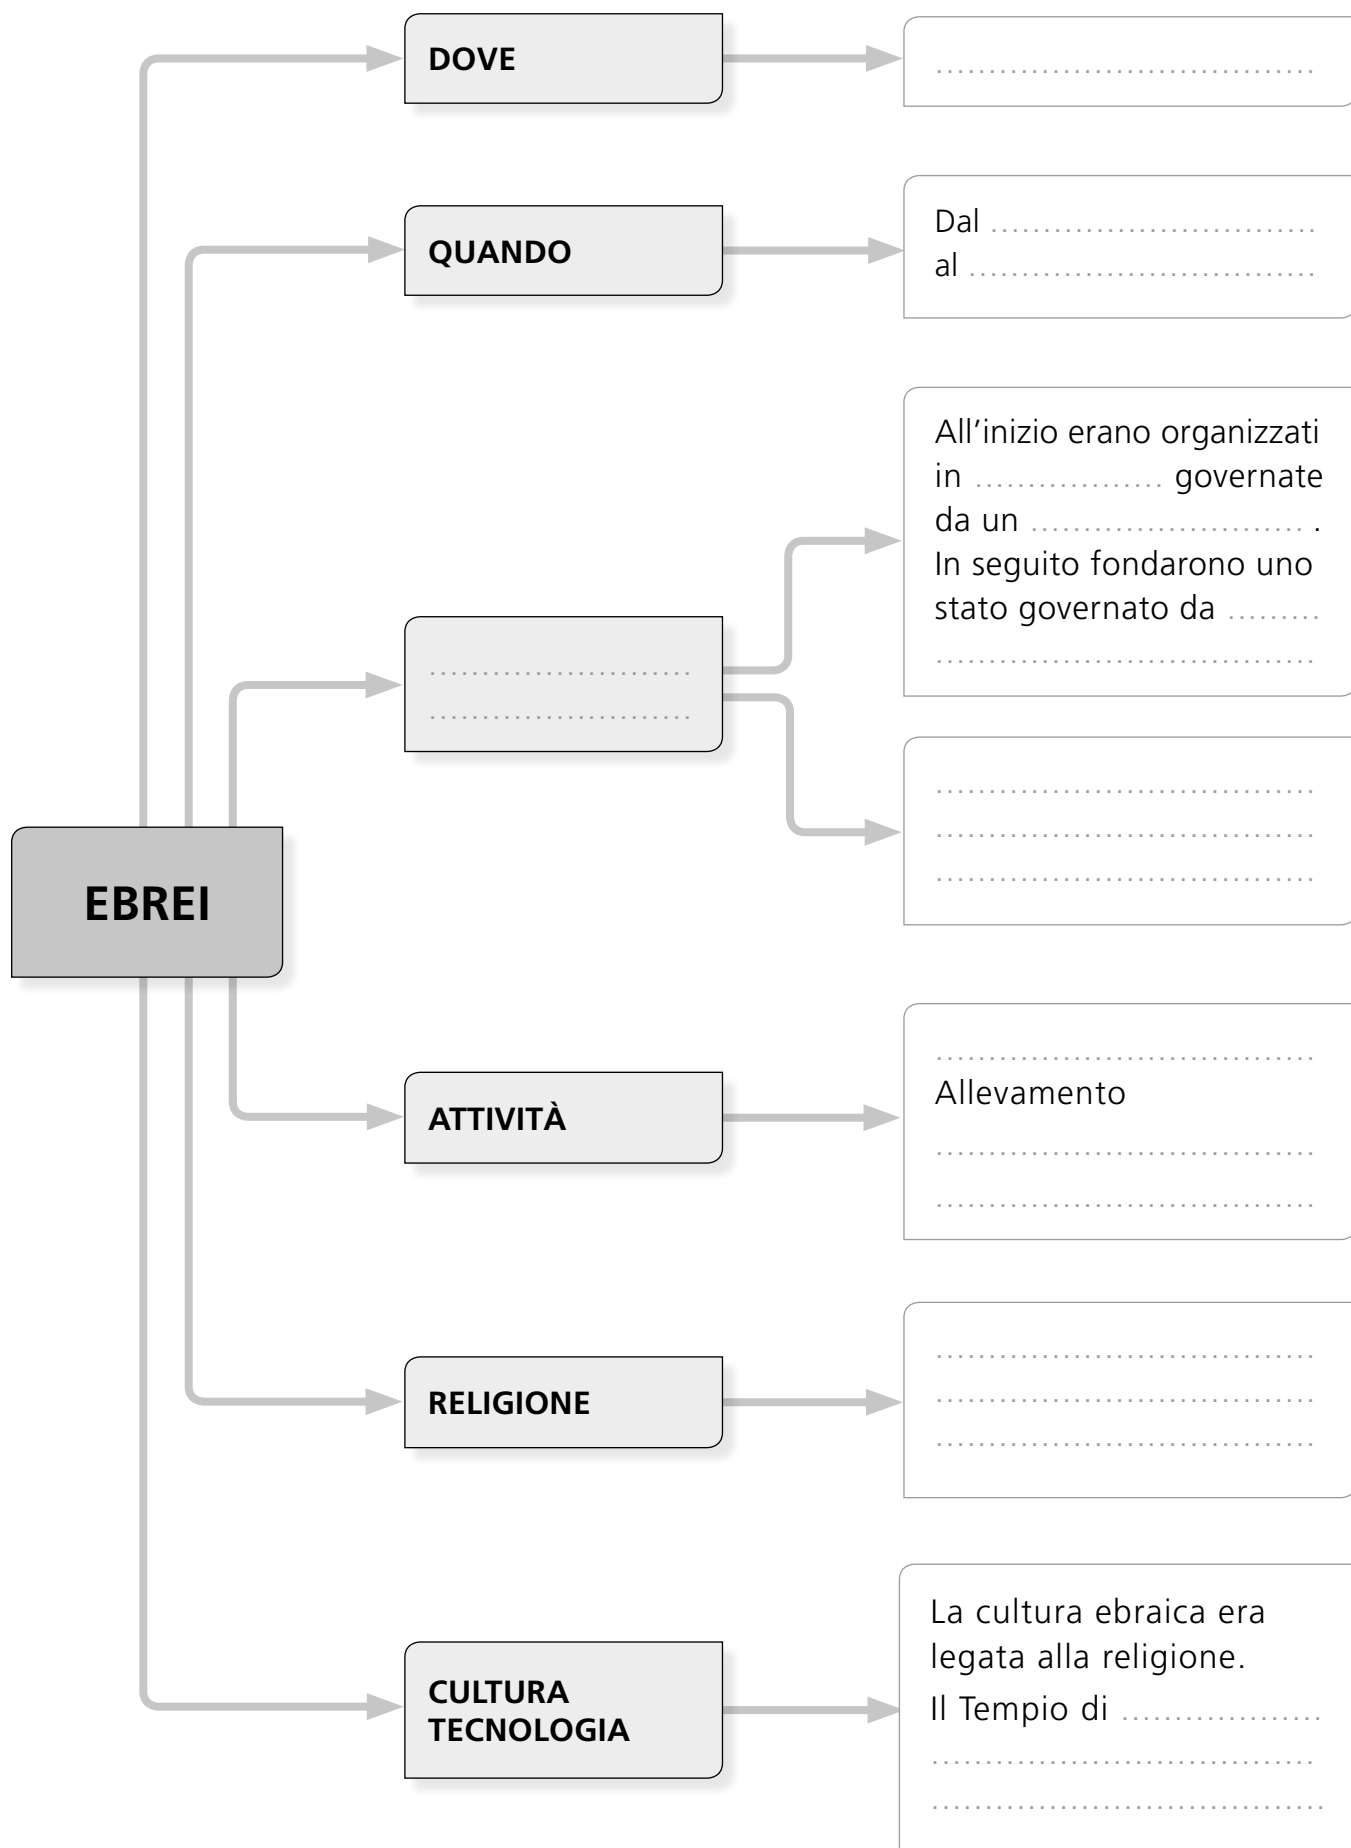 DOVE
..................................
QUANDO
Dal ..............................
al ................................
All'inizio erano organizzati
in .................. governate
da un .......................... .
In seguito fondarono uno
stato governato da .........
..................................
.........................
.........................
..................................
..................................
..................................
EBREI
ATTIVITÀ
..................................
Allevamento
..................................
..................................
RELIGIONE
..................................
..................................
..................................
CULTURA
TECNOLOGIA
La cultura ebraica era
legata alla religione.
Il Tempio di ...................
..................................
..................................